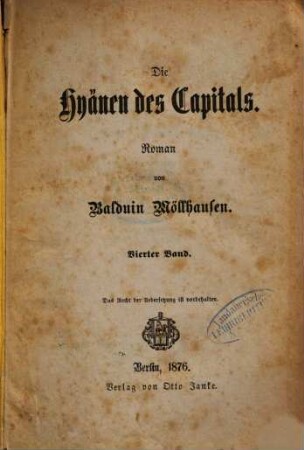 Die
Hyänen des Capitals.
Roman
von
Balduin Möllhausen.
Vierter Band.
Das Recht der Uebersetzung ist vorbehalten.
Berlin, 1876.
Verlag von Otto Janke.